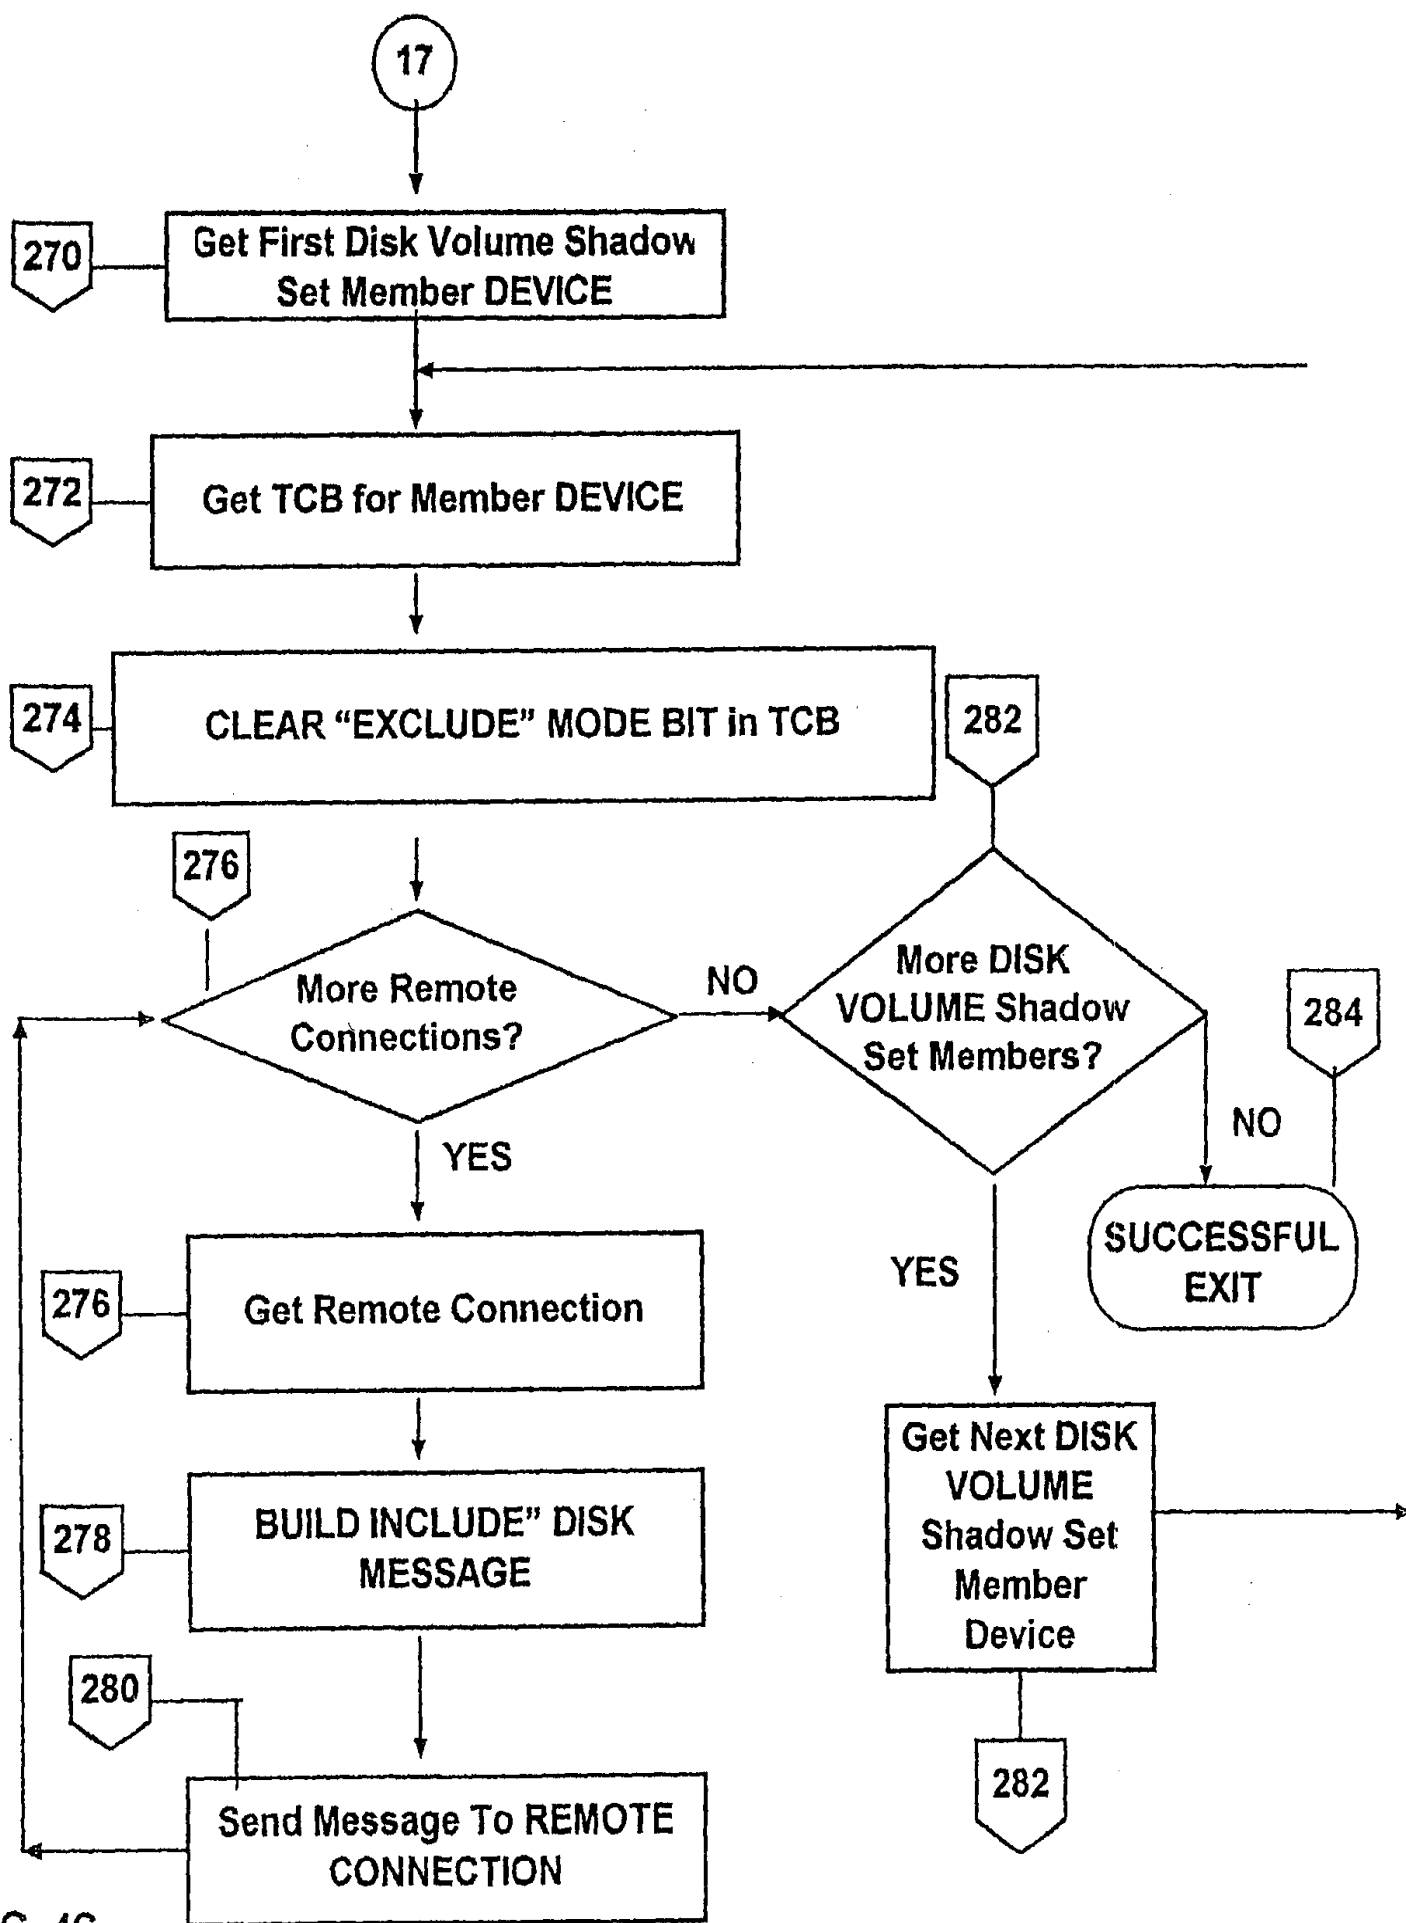 17
270
Get First Disk Volume Shadow
Set Member DEVICE
272
Get TCB for Member DEVICE
274
CLEAR “EXCLUDE” MODE BIT in TCB
282
276
More Remote
Connections?
NO
More DISK
VOLUME Shadow
Set Members?
284
YES
NO
SUCCESSFUL
EXIT
276
Get Remote Connection
YES
Get Next DISK
VOLUME
Shadow Set
Member
Device
278
BUILD INCLUDE” DISK
MESSAGE
280
282
Send Message To REMOTE
CONNECTION